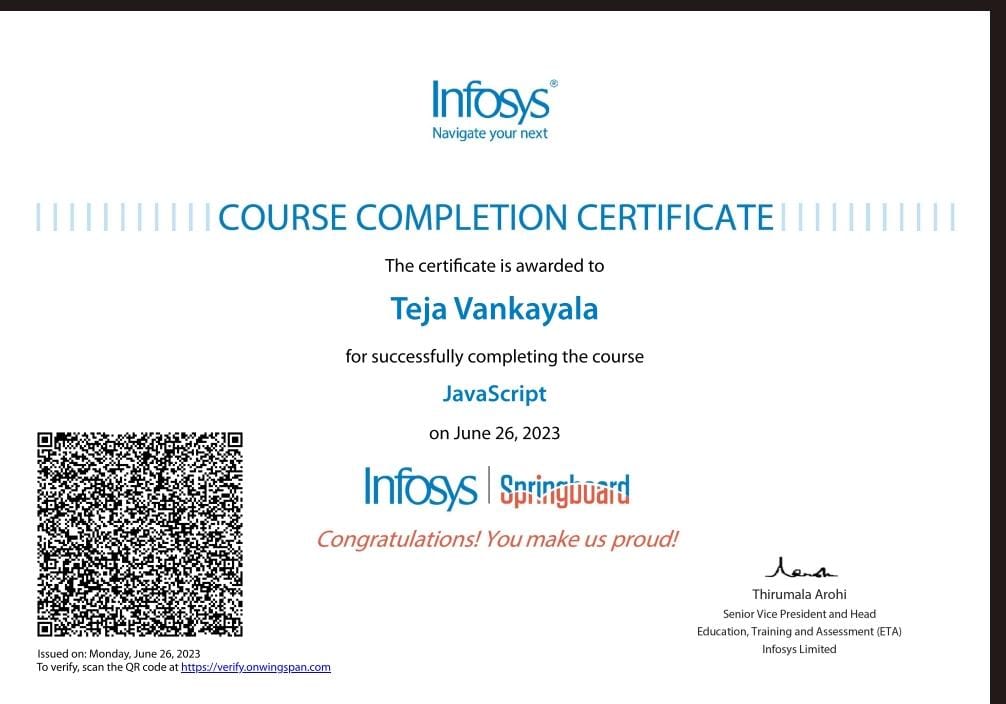 Infosys®
Navigate your next
COURSE COMPLETION CERTIFICATE
The certificate is awarded to
Teja Vankayala
for successfully completing the course
JavaScript
on June 26, 2023
Infosys | Springboard
Congratulations! You make us proud!
Thirumala Arohi
Senior Vice President and Head
Education, Training and Assessment (ETA)
Infosys Limited
Issued on: Monday, June 26, 2023
To verify, scan the QR code at https://verify.onwingspan.com